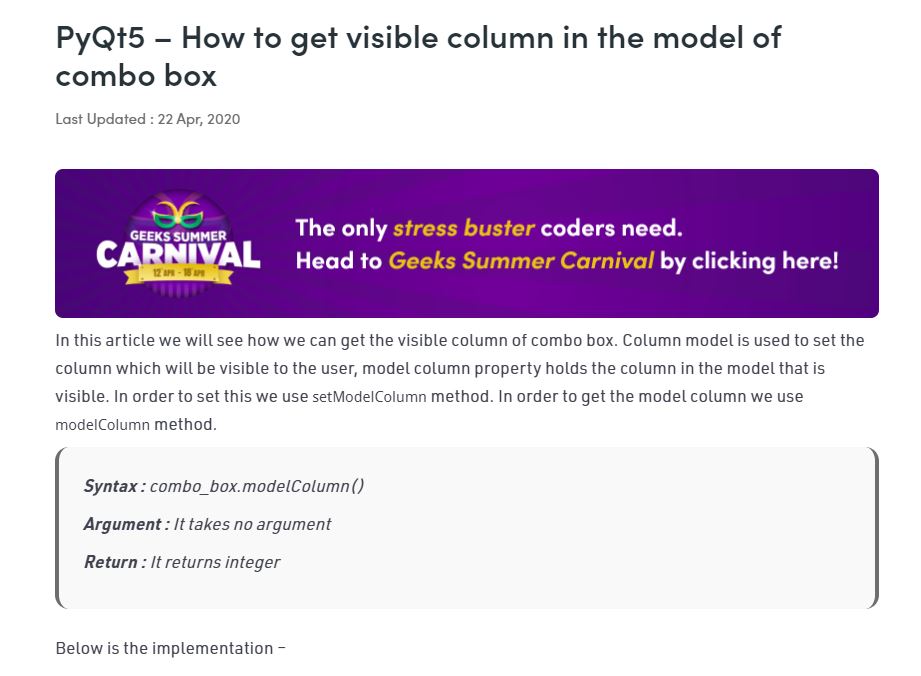 PyQt5 – How to get visible column in the model of
combo box
Last Updated : 22 Apr, 2020
GEEKS SUMMER
CARNIVAL
12 APR - 18 APR
The only stress buster coders need.
Head to Geeks Summer Carnival by clicking here!
In this article we will see how we can get the visible column of combo box. Column model is used to set the
column which will be visible to the user, model column property holds the column in the model that is
visible. In order to set this we use setModelColumn method. In order to get the model column we use
modelColumn method.
Syntax : combo_box.modelColumn()
Argument : It takes no argument
Return : It returns integer
Below is the implementation –